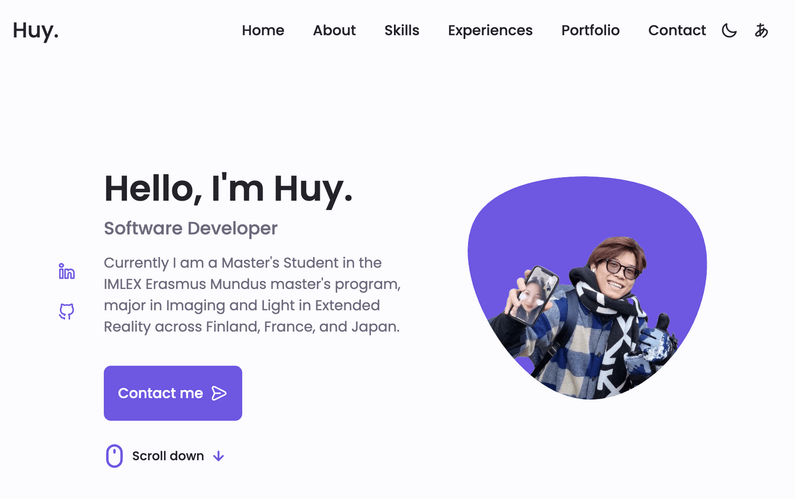 Huy.
Home About Skills Experiences Portfolio Contact あ
Hello, I'm Huy.
Software Developer
Currently I am a Master's Student in the
IMLEX Erasmus Mundus master's program,
major in Imaging and Light in Extended
Reality across Finland, France, and Japan.
in
Contact me
Scroll down